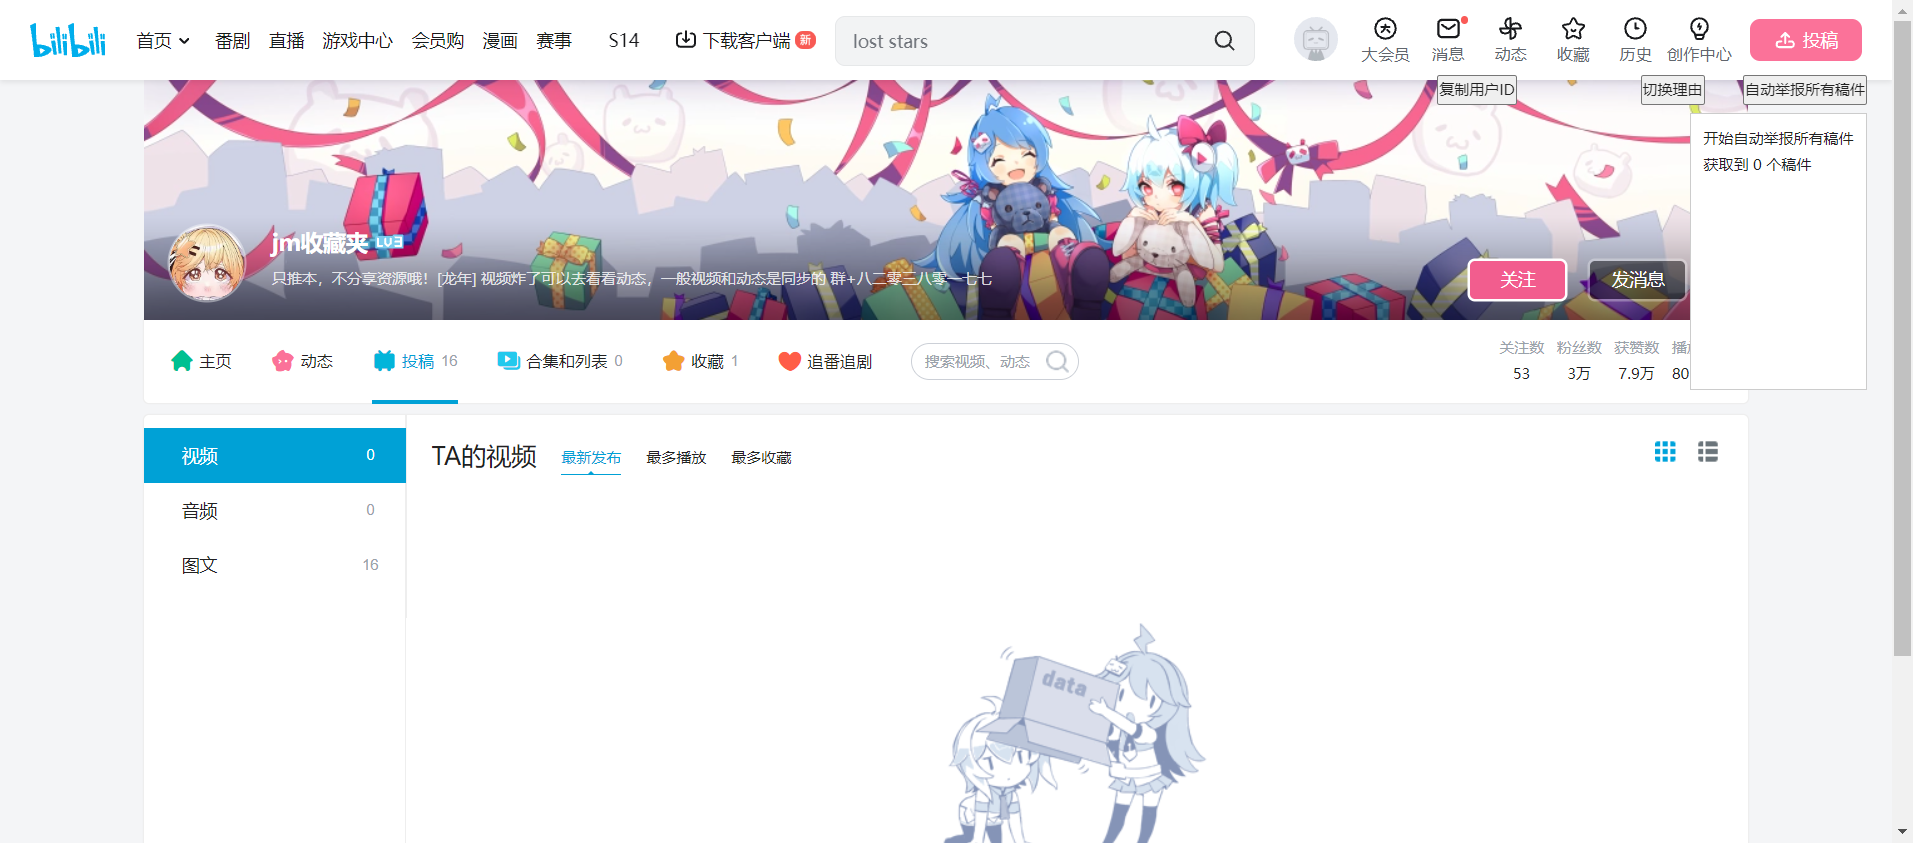 bilibili
首页
番剧
直播
游戏中心
会员购
漫画
赛事
S14
下载客户端 新
lost stars
大会员
消息
动态
收藏
历史
创作中心
投稿
复制用户ID
切换理由
自动举报所有稿件
开始自动举报所有稿件
获取到 0 个稿件
jm收藏夹 LV3
只推本，不分享资源哦！[龙年] 视频炸了可以去看看动态，一般视频和动态是同步的 群+八二零三八零一七七
关注
发消息
主页
动态
投稿 16
合集和列表 0
收藏 1
追番追剧
搜索视频、动态
关注数 粉丝数 获赞数
53 3万 7.9万 80
视频 0
音频 0
图文 16
TA的视频
最新发布
最多播放
最多收藏
data